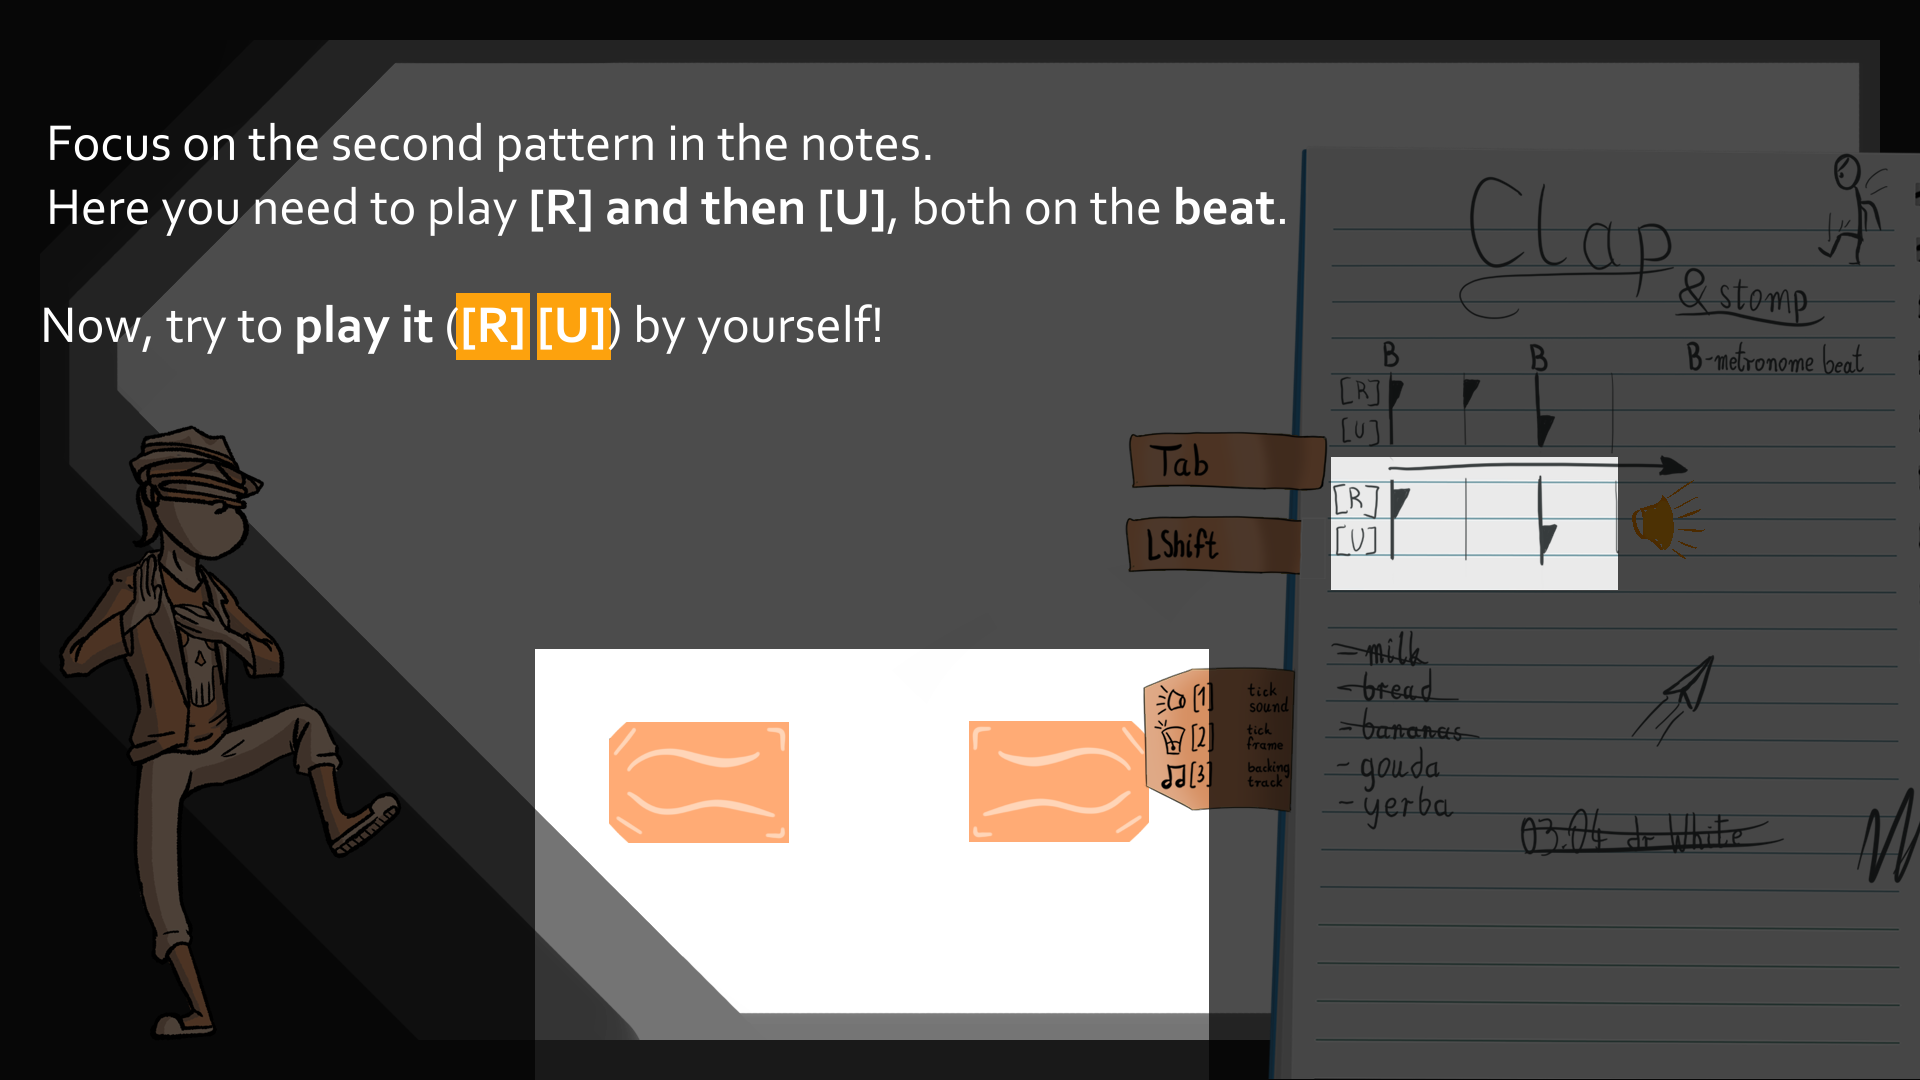 Focus on the second pattern in the notes.
Here you need to play [R] and then [U], both on the beat.
Now, try to play it ([R] [U]) by yourself!
Clap
& stomp
B B B-metronome beat
[R]
[U]
Tab
[R]
LShift
[U]
- milk
- bread
- bananas
- gouda
- yerba
[1] tick sound
[2] tick frame
[3] backing track
03.04 dr White